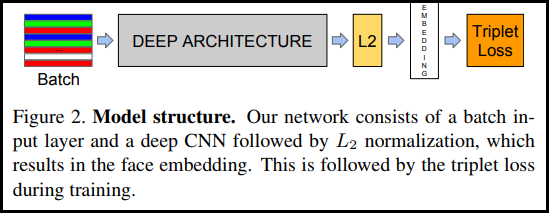 DEEP ARCHITECTURE
L2
EMBEDDING
Triplet
Loss
Batch
...
Figure 2. Model structure. Our network consists of a batch in-
put layer and a deep CNN followed by L2 normalization, which
results in the face embedding. This is followed by the triplet loss
during training.